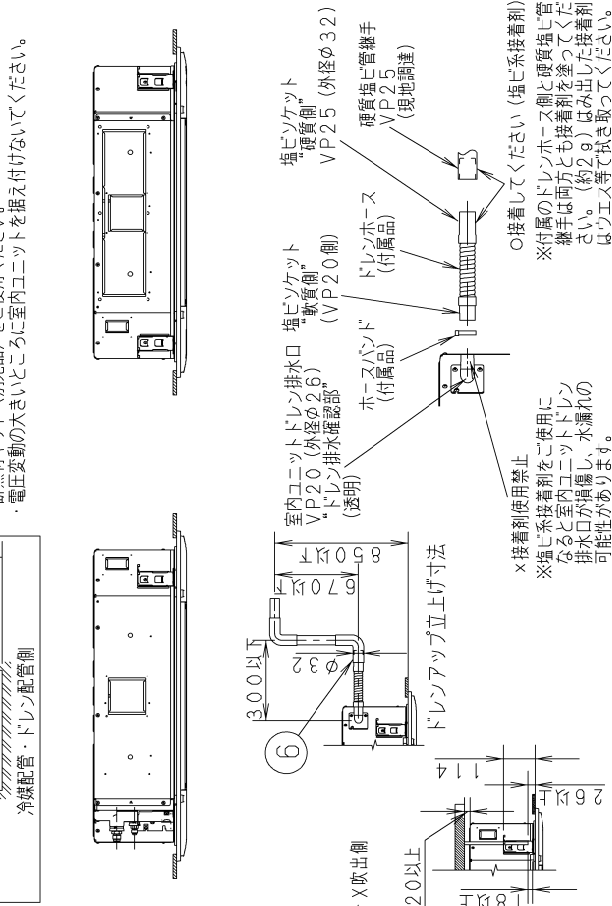 ・電圧変動の大きいところに室内ユニットを据え付けないでください。
冷媒配管・ドレン配管側
塩ビソケット
“硬質側”
VP25（外径φ32）
硬質塩ビ管継手
VP25
（現地調達）
塩ビソケット
“軟質側”
（VP20側）
ドレンホース
（付属品）
ホースバンド
（付属品）
室内ユニットドレン排水口
VP20（外径φ26）
“ドレン排水確認部”
（透明）
○接着してください（塩ビ系接着剤）
※付属のドレンホース側と硬質塩ビ管
継手は両方とも接着剤を塗ってくだ
さい。（約2g）はみ出した接着剤
はウエス等で拭き取ってください。
×接着剤使用禁止
※塩ビ系接着剤をご使用に
なると室内ユニットドレン
排水口が損傷し、水漏れの
可能性があります。
850以下
670以下
300以下
φ32
6
ドレンアップ立上げ寸法
114
26以上
20以上
18以上
X吹出側